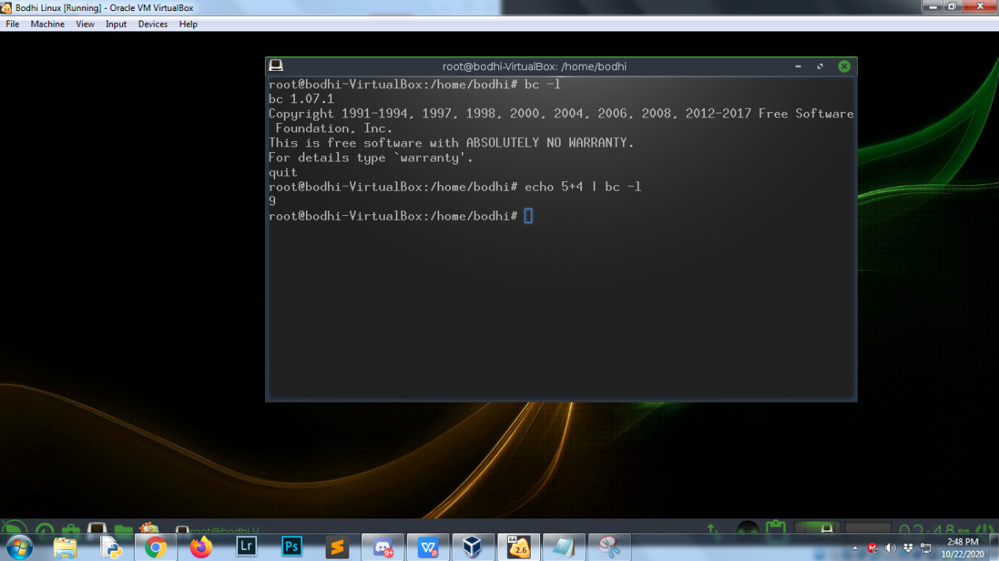 Bodhi Linux [Running] - Oracle VM VirtualBox
File Machine View Input Devices Help
root@bodhi-VirtualBox: /home/bodhi
root@bodhi-VirtualBox:/home/bodhi# bc -l
bc 1.07.1
Copyright 1991-1994, 1997, 1998, 2000, 2004, 2006, 2008, 2012-2017 Free Software
Foundation, Inc.
This is free software with ABSOLUTELY NO WARRANTY.
For details type `warranty'.
quit
root@bodhi-VirtualBox:/home/bodhi# echo 5+4 | bc -l
9
root@bodhi-VirtualBox:/home/bodhi#
root@bodhi-V
02:48 PM
Lr
Ps
9+
W
64
2.6
2:48 PM
10/22/2020